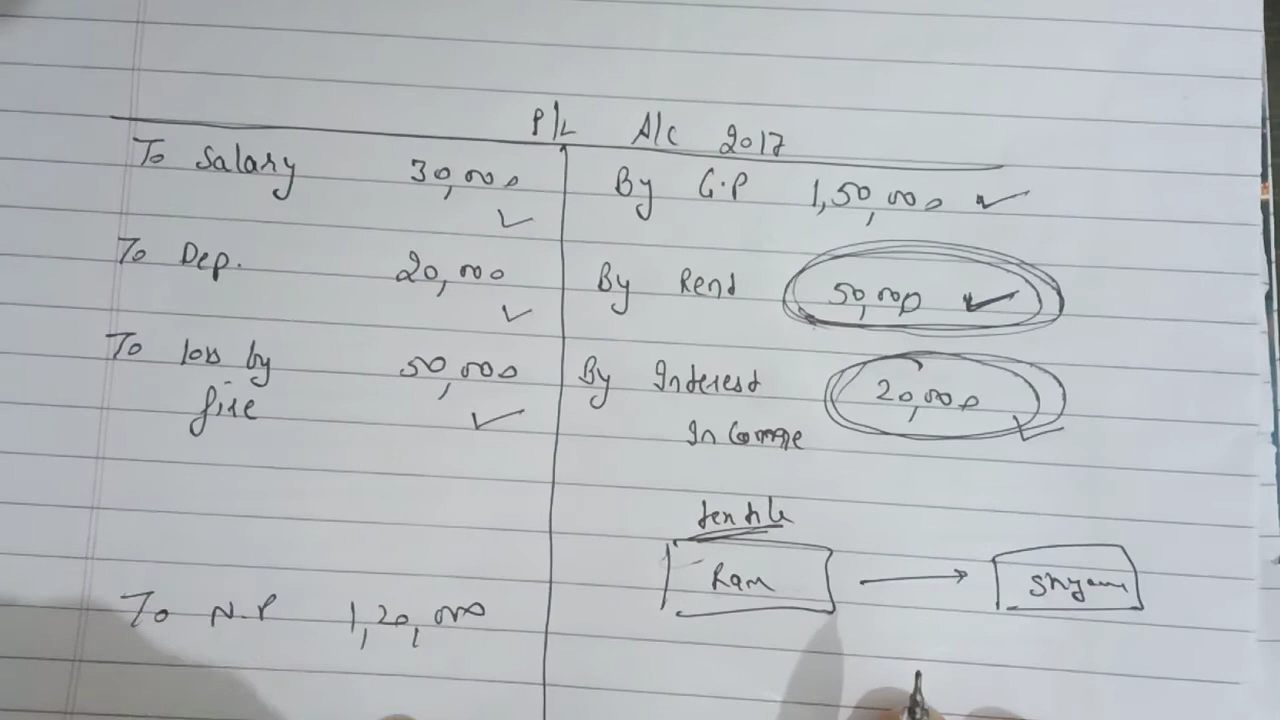 P/L A/C 2017
To Salary 30,000 By G.P 1,50,000
To Dep. 20,000 By Rent 50,000
To loss by 50,000 By Interest 20,000
fire Income
textile
Ram Shyam
To N.P 1,20,000